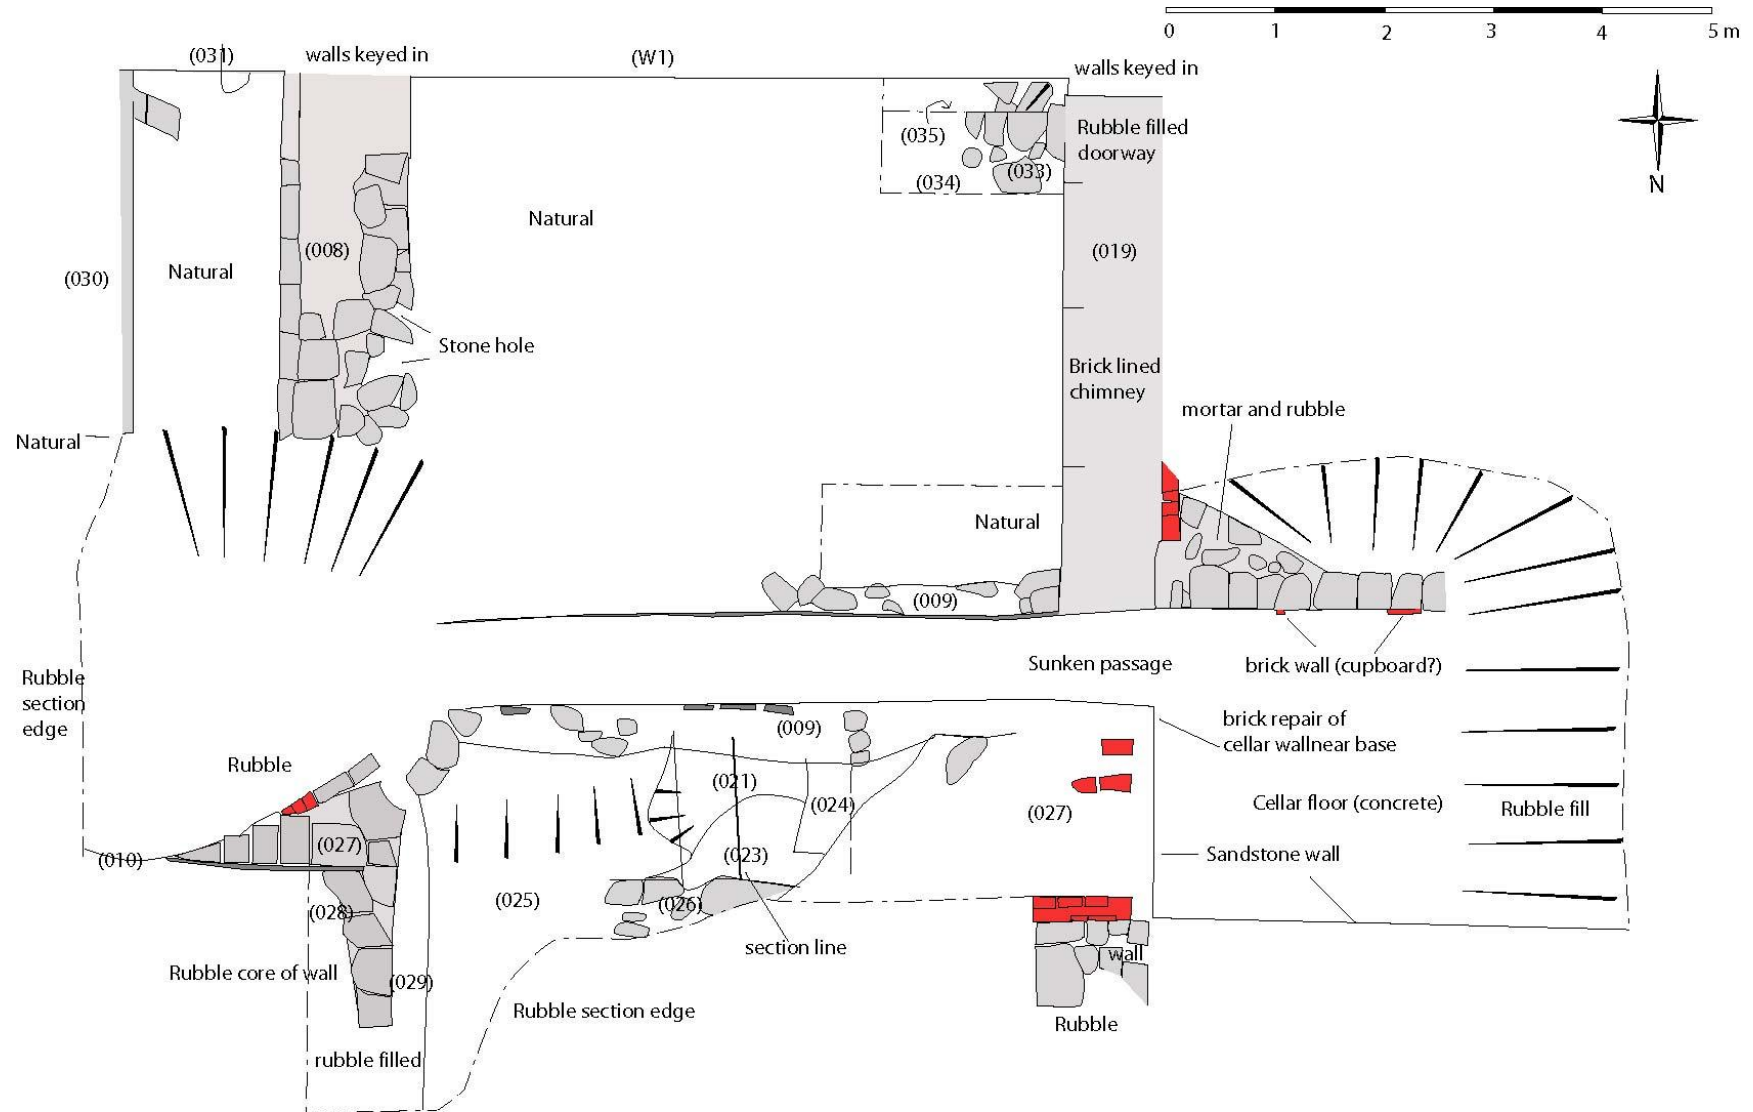 0 1 2 3 4 5 m
(031) walls keyed in (W1)
walls keyed in
(035)
Rubble filled
doorway
(033)
(034)
N
Natural
(008)
(019)
Natural
(030)
Stone hole
Brick lined
chimney
mortar and rubble
Natural
Natural
(009)
Sunken passage
brick wall (cupboard?)
Rubble
section
edge
(009)
brick repair of
cellar wallnear base
Rubble
(021)
(024)
(027)
Cellar floor (concrete)
Rubble fill
(027)
(010)
(023)
Sandstone wall
(025)
(026)
(028)
section line
wall
Rubble core of wall
(029)
Rubble section edge
Rubble
rubble filled